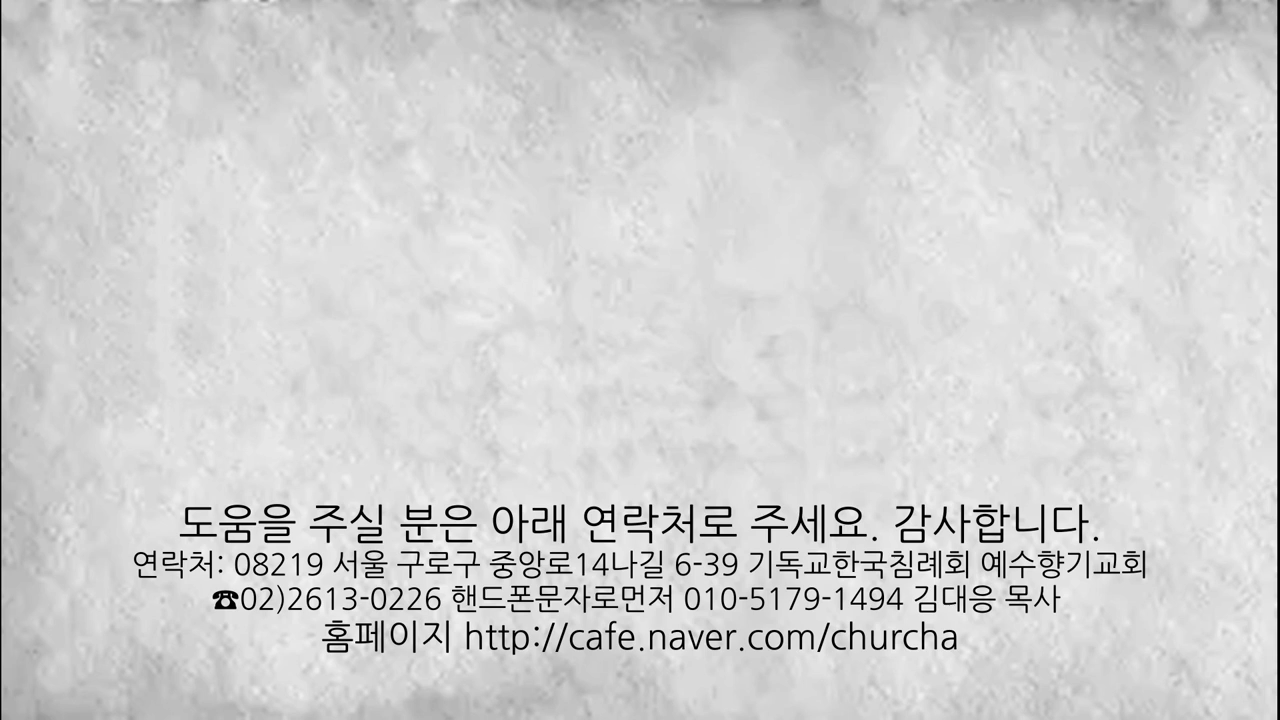 도움을 주실 분은 아래 연락처로 주세요. 감사합니다.
연락처: 08219 서울 구로구 중앙로14나길 6-39 기독교한국침례회 예수향기교회
☎02)2613-0226 핸드폰문자로먼저 010-5179-1494 김대응 목사
홈페이지 http://cafe.naver.com/churcha